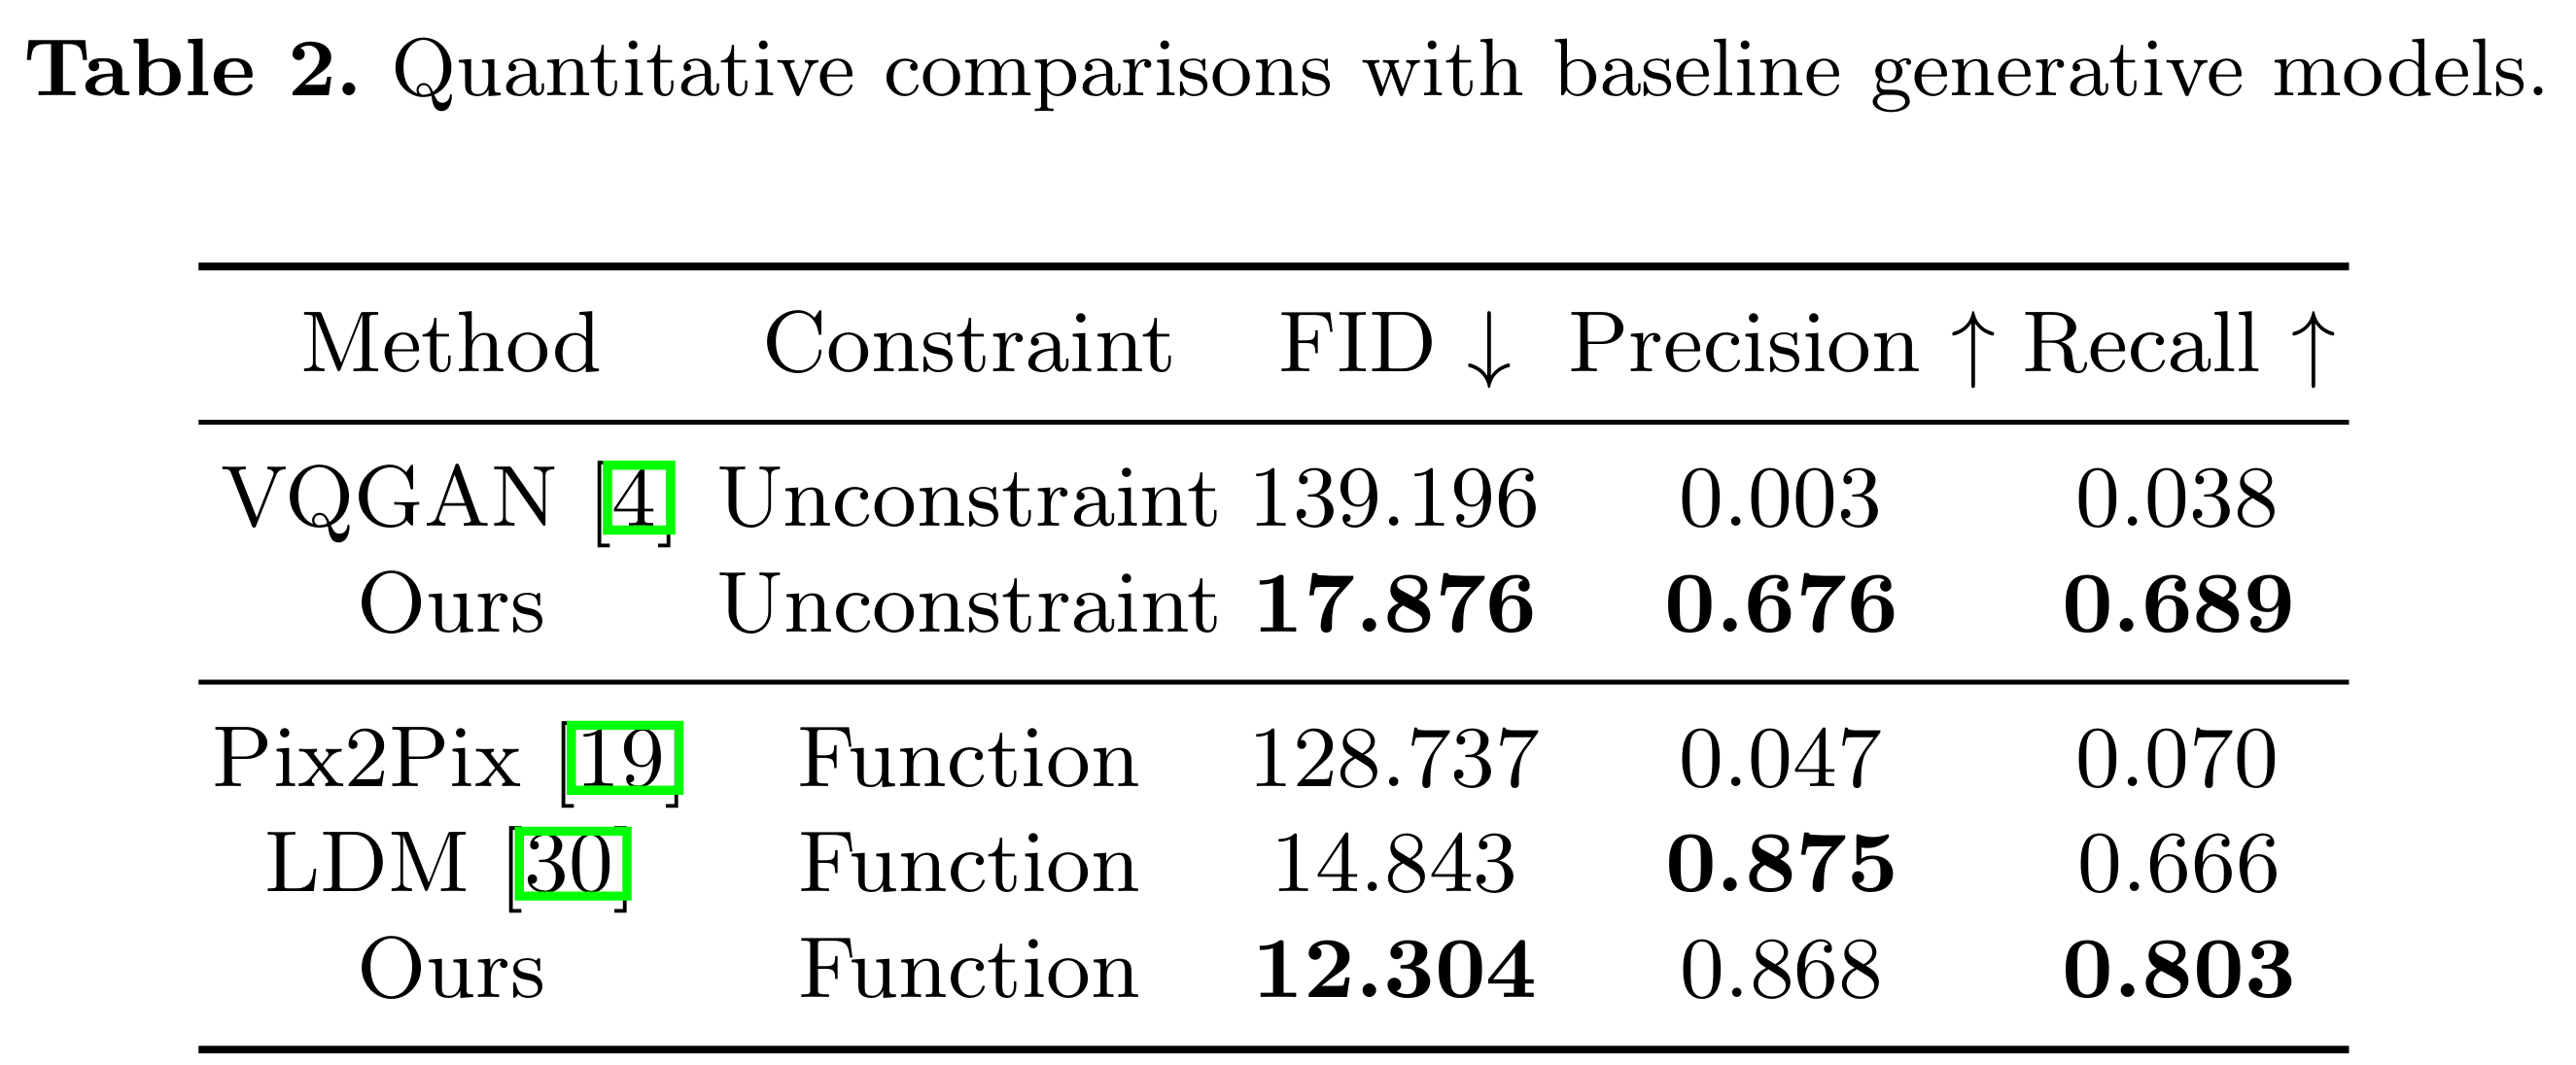 Table 2. Quantitative comparisons with baseline generative models.
Method Constraint FID ↓ Precision ↑ Recall ↑
VQGAN [4] Unconstraint 139.196 0.003 0.038
Ours Unconstraint 17.876 0.676 0.689
Pix2Pix [19] Function 128.737 0.047 0.070
LDM [30] Function 14.843 0.875 0.666
Ours Function 12.304 0.868 0.803